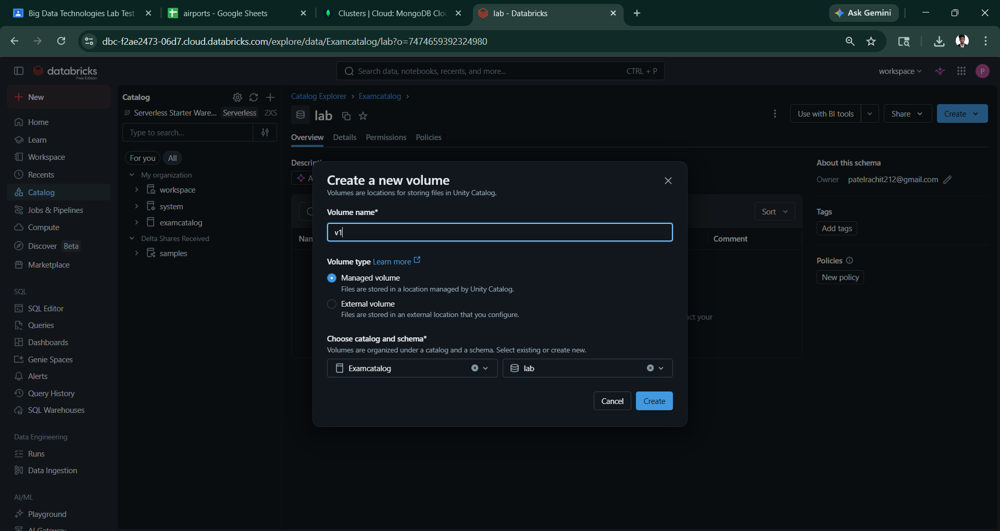 Big Data Technologies Lab Test
airports - Google Sheets
Clusters | Cloud: MongoDB Clou
lab - Databricks
Ask Gemini
dbc-f2ae2473-06d7.cloud.databricks.com/explore/data/Examcatalog/lab?o=7474659392324980
databricks
Free Edition
Search data, notebooks, recents, and more...
CTRL + P
workspace
P
New
Home
Learn
Workspace
Recents
Catalog
Jobs & Pipelines
Compute
Discover Beta
Marketplace
SQL
SQL Editor
Queries
Dashboards
Genie Spaces
Alerts
Query History
SQL Warehouses
Data Engineering
Runs
Data Ingestion
AI/ML
Playground
AI Gateway
Catalog
Serverless Starter Ware... Serverless 2XS
Type to search...
For you All
My organization
workspace
system
examcatalog
Delta Shares Received
samples
Catalog Explorer › Examcatalog ›
lab
Use with BI tools
Share
Create
Overview Details Permissions Policies
Descripti
A
Sort
Nan
Comment
act your
About this schema
Owner patelrachit212@gmail.com
Tags
Add tags
Policies
New policy
Create a new volume
Volumes are locations for storing files in Unity Catalog.
Volume name*
v1
Volume type Learn more
Managed volume
Files are stored in a location managed by Unity Catalog.
External volume
Files are stored in an external location that you configure.
Choose catalog and schema*
Volumes are organized under a catalog and a schema. Select existing or create new.
Examcatalog
lab
Cancel
Create